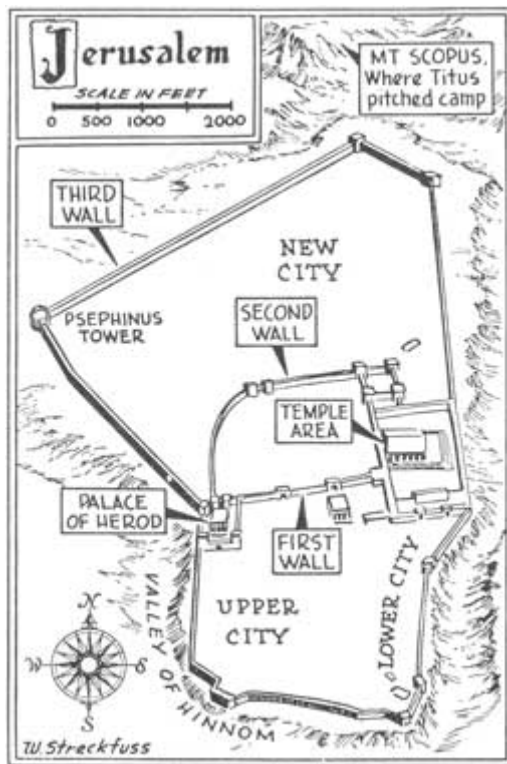 Jerusalem
SCALE IN FEET
0 500 1000 2000
MT SCOPUS,
Where Titus
pitched camp
THIRD
WALL
NEW
CITY
PSEPHINUS
TOWER
SECOND
WALL
TEMPLE
AREA
PALACE
OF HEROD
FIRST
WALL
UPPER
CITY
LOWER CITY
VALLEY OF HINNOM
N
W
S
W. Streckfuss